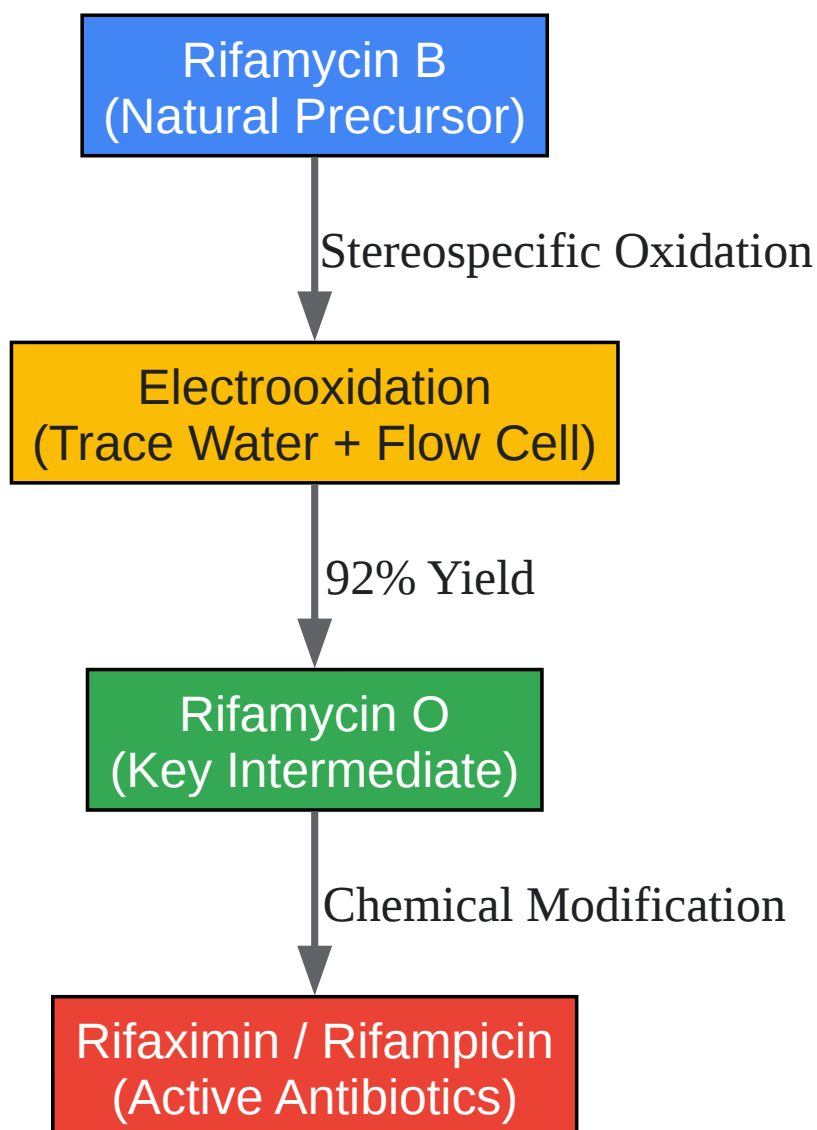 Rifamycin B
(Natural Precursor)
Stereospecific Oxidation
Electrooxidation
(Trace Water + Flow Cell)
92% Yield
Rifamycin O
(Key Intermediate)
Chemical Modification
Rifaximin / Rifampicin
(Active Antibiotics)